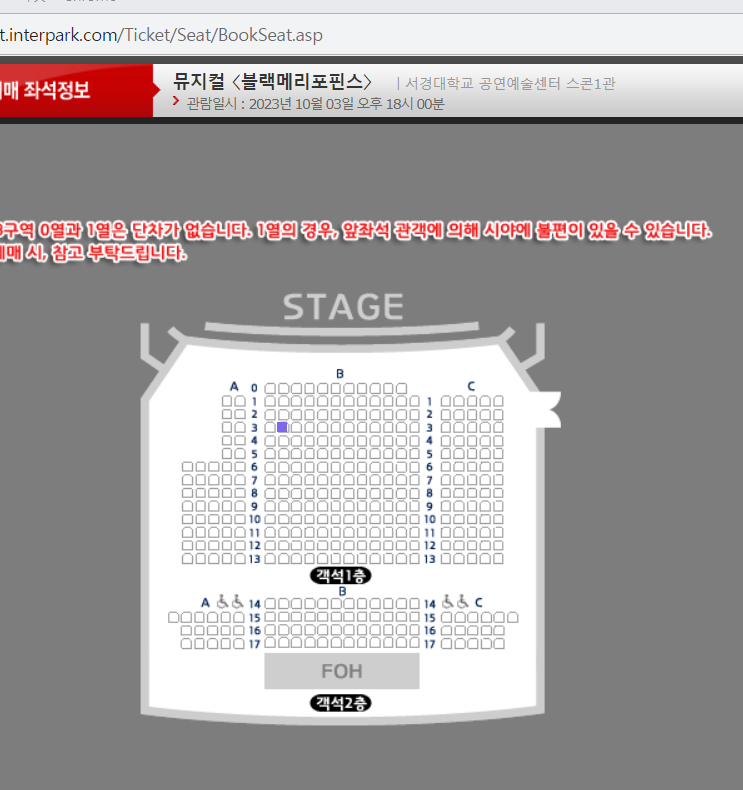 t.interpark.com/Ticket/Seat/BookSeat.asp
매 좌석정보
뮤지컬 <블랙메리포핀스> | 서경대학교 공연예술센터 스콘1관
관람일시 : 2023년 10월 03일 오후 18시 00분
B구역 0열과 1열은 단차가 없습니다. 1열의 경우, 앞좌석 관객에 의해 시야에 불편이 있을 수 있습니다.
예매 시, 참고 부탁드립니다.
STAGE
B
A 0 C
1 1
2 2
3 3
4 4
5 5
6 6
7 7
8 8
9 9
10 10
11 11
12 12
13 13
객석1층
B
A 14 14 C
15 15
16 16
17 17
FOH
객석2층